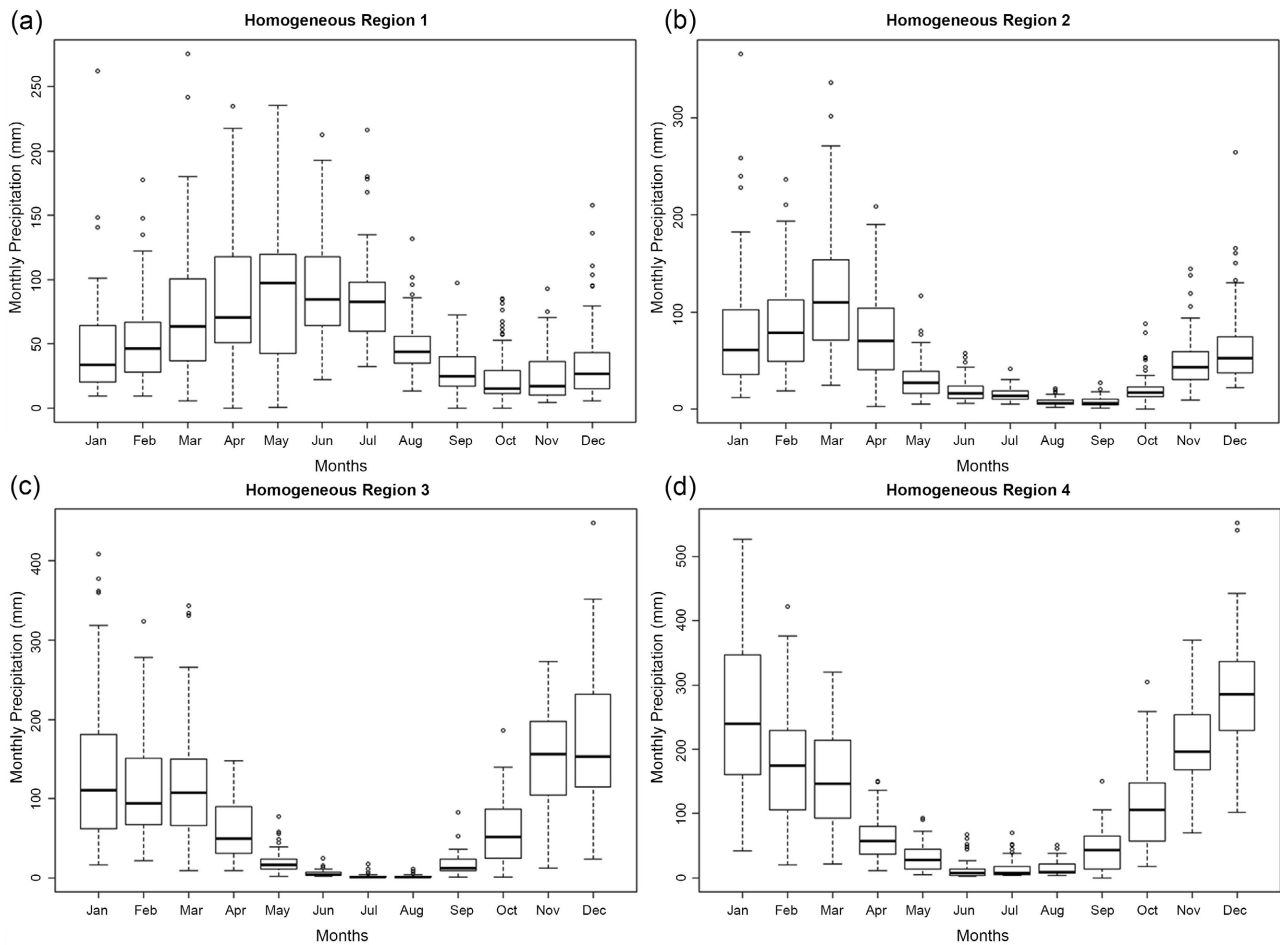 (a)
Homogeneous Region 1
Monthly Precipitation (mm)
250
200
150
100
50
0
Jan Feb Mar Apr May Jun Jul Aug Sep Oct Nov Dec
Months
(b)
Homogeneous Region 2
Monthly Precipitation (mm)
300
200
100
0
Jan Feb Mar Apr May Jun Jul Aug Sep Oct Nov Dec
Months
(c)
Homogeneous Region 3
Monthly Precipitation (mm)
400
300
200
100
0
Jan Feb Mar Apr May Jun Jul Aug Sep Oct Nov Dec
Months
(d)
Homogeneous Region 4
Monthly Precipitation (mm)
500
400
300
200
100
0
Jan Feb Mar Apr May Jun Jul Aug Sep Oct Nov Dec
Months